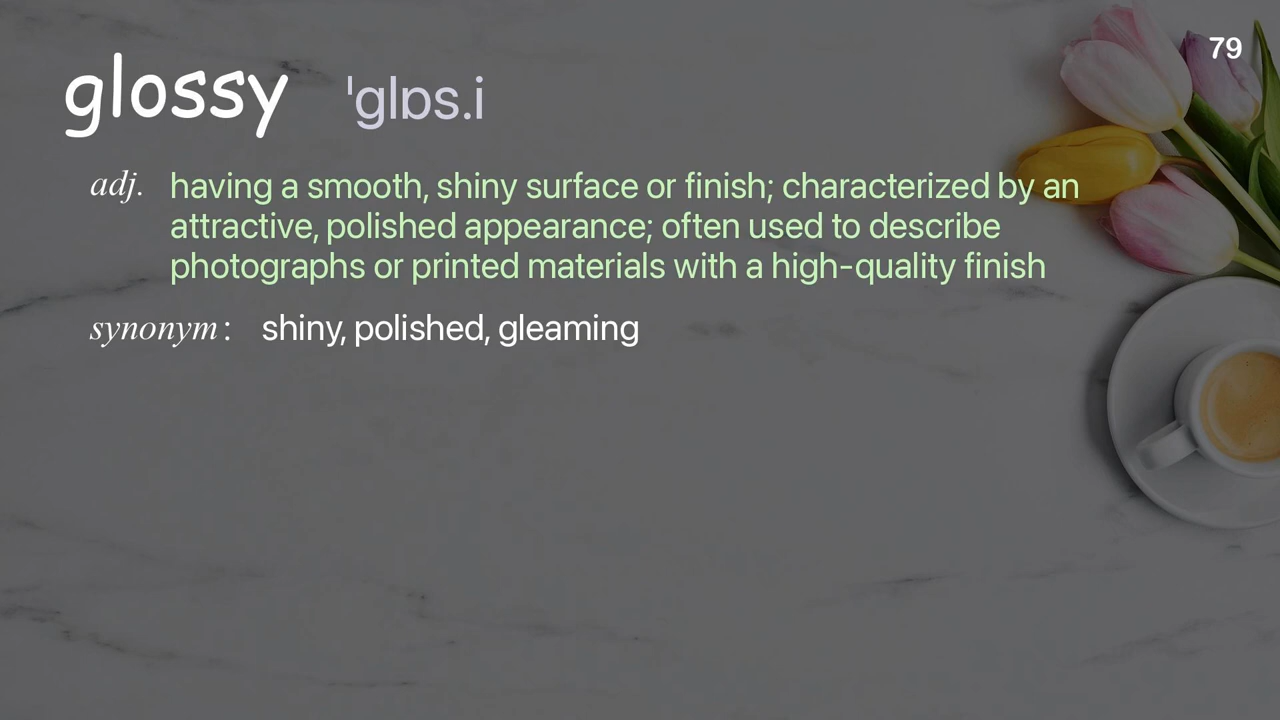 79
glossy ˈglɒs.i
adj. having a smooth, shiny surface or finish; characterized by an
attractive, polished appearance; often used to describe
photographs or printed materials with a high-quality finish
synonym: shiny, polished, gleaming